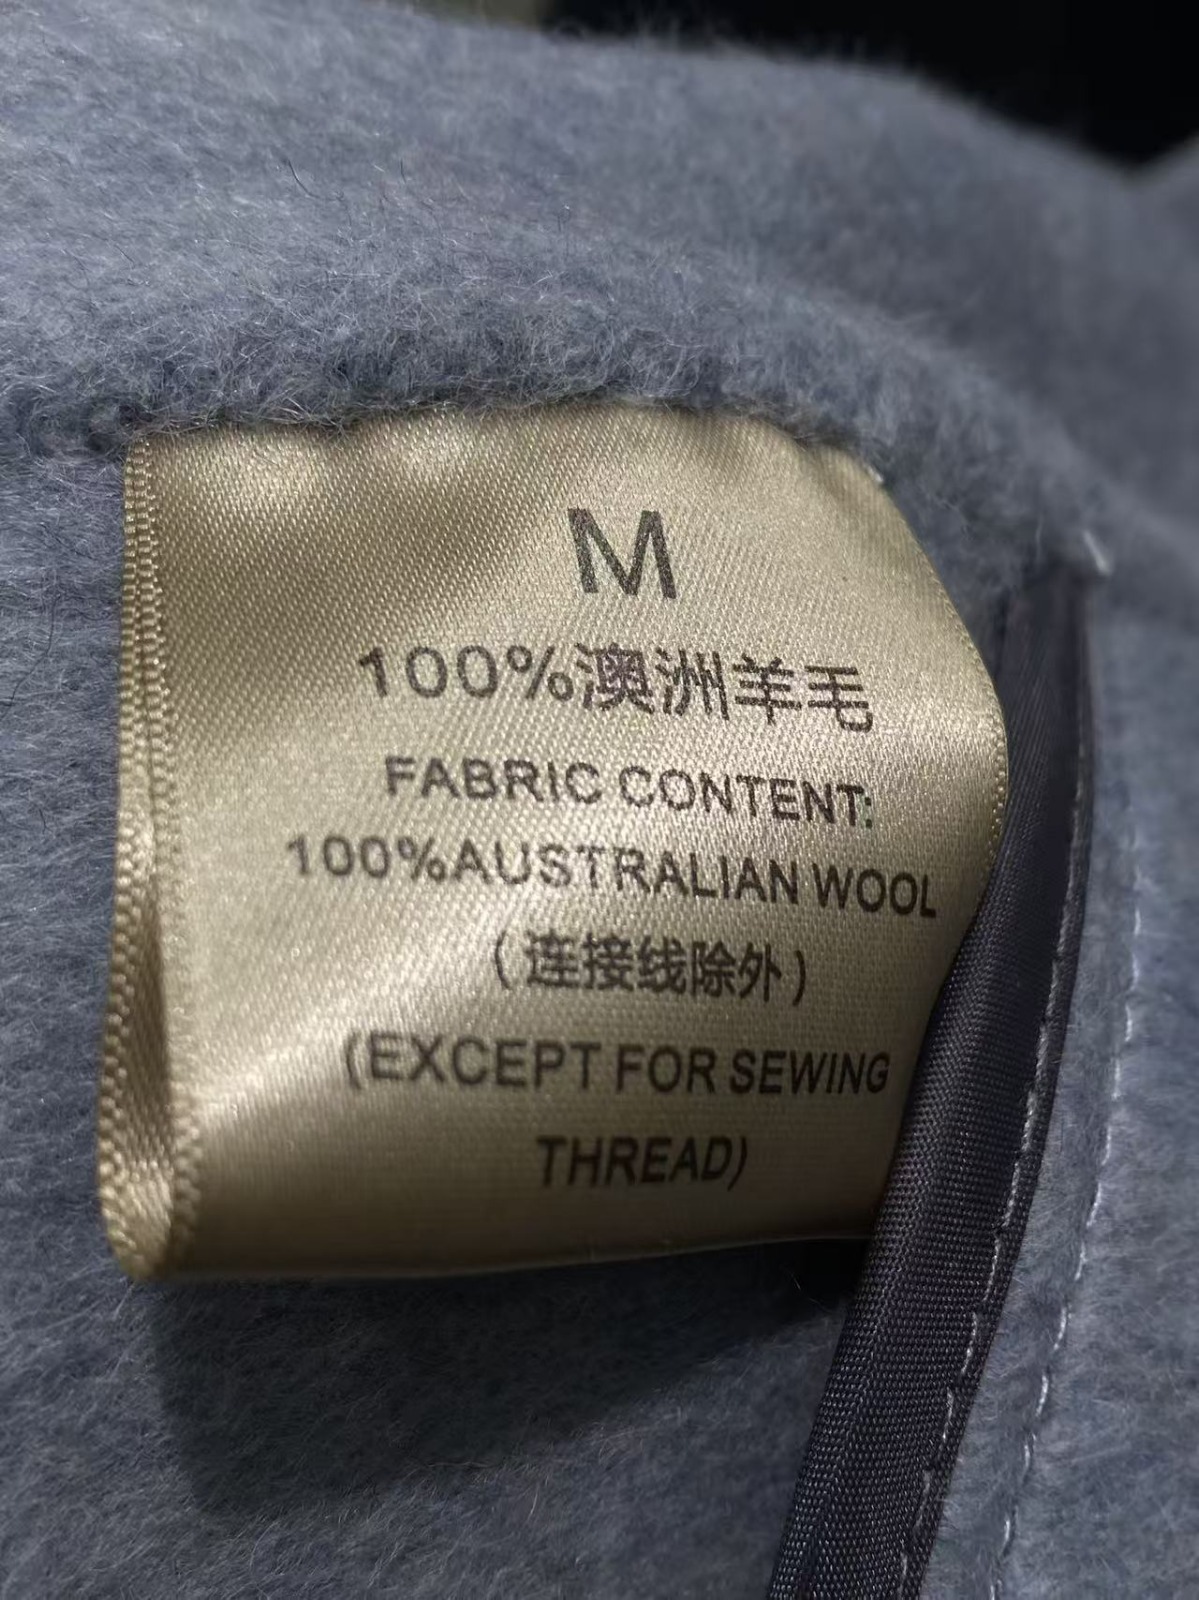 M
100%澳洲羊毛
FABRIC CONTENT:
100%AUSTRALIAN WOOL
(连接线除外)
(EXCEPT FOR SEWING
THREAD)